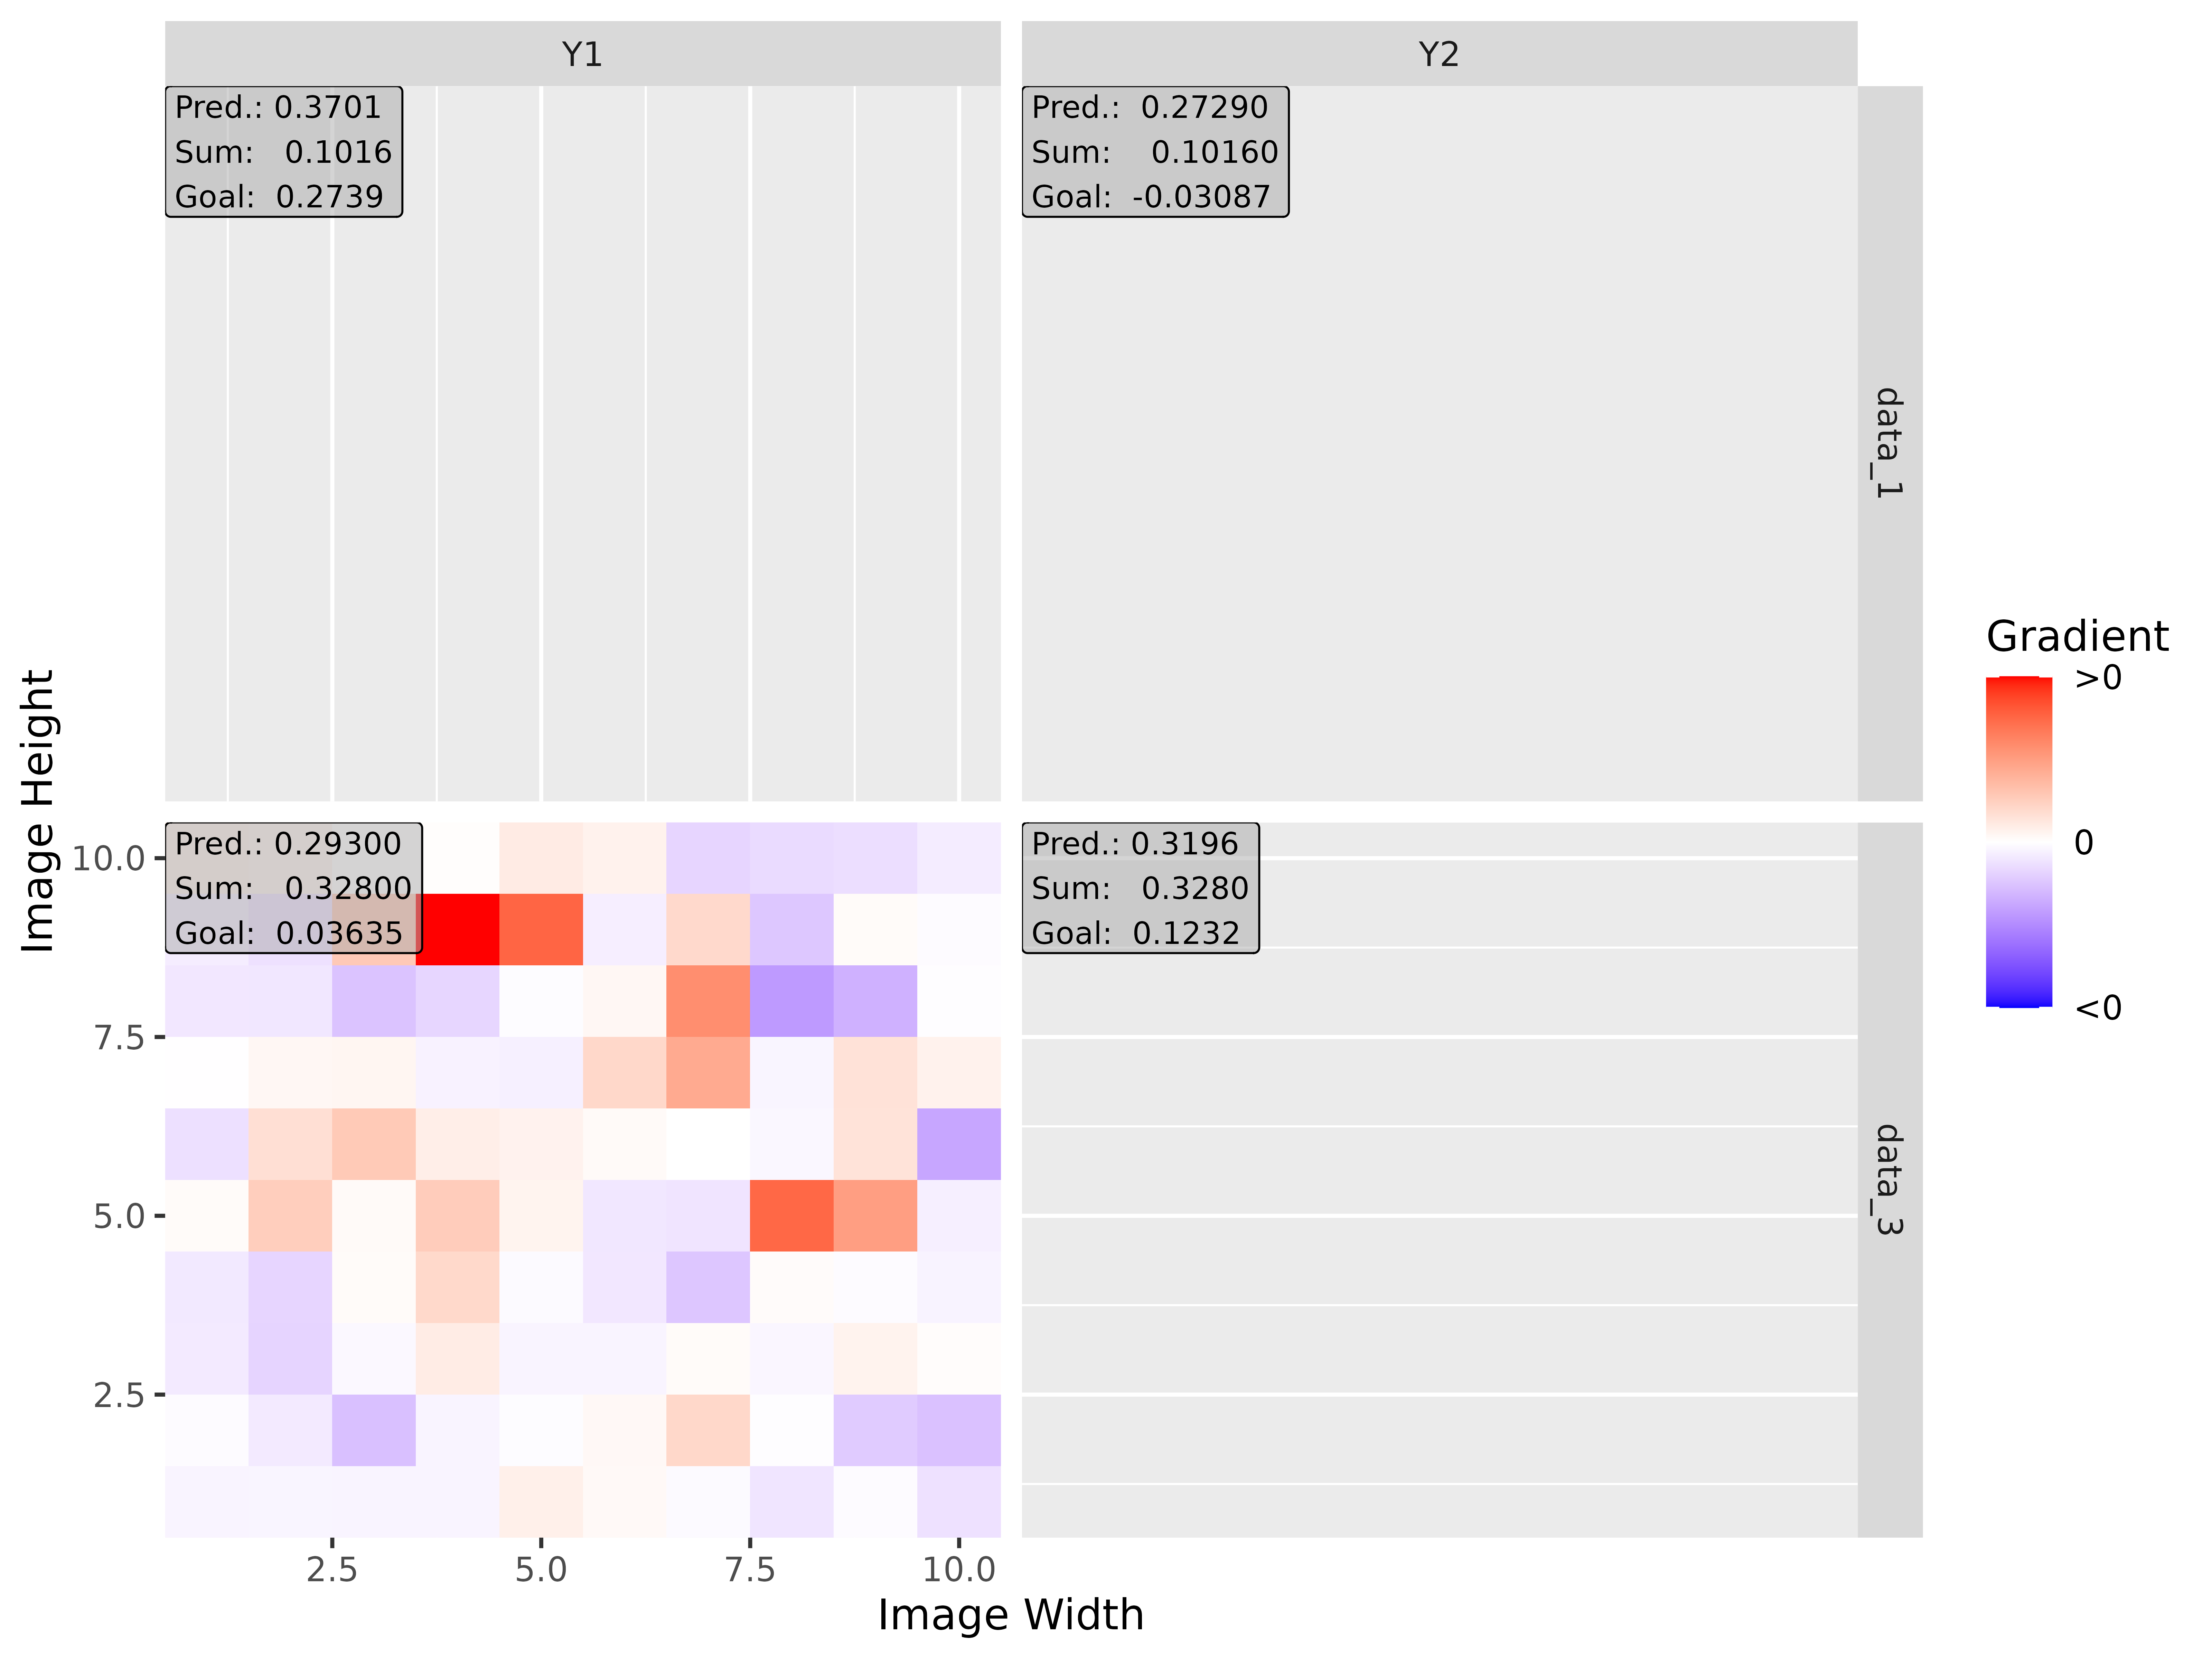 Y1
Y2
Pred.: 0.3701
Sum: 0.1016
Goal: 0.2739
Pred.: 0.27290
Sum: 0.10160
Goal: -0.03087
data_1
Pred.: 0.29300
Sum: 0.32800
Goal: 0.03635
Pred.: 0.3196
Sum: 0.3280
Goal: 0.1232
data_3
Image Height
10.0
7.5
5.0
2.5
2.5
5.0
7.5
10.0
Image Width
Gradient
>0
0
<0